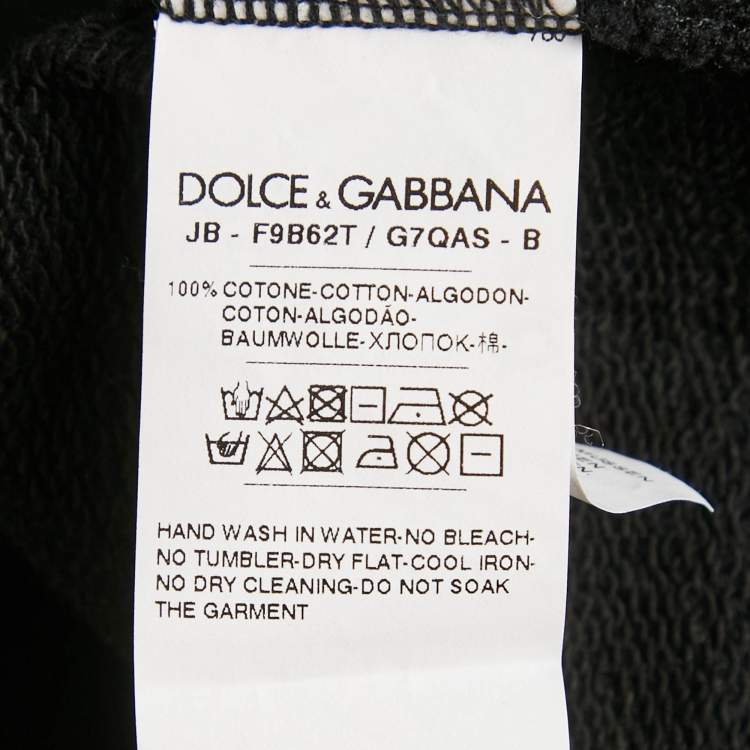 DOLCE & GABBANA
JB - F9B62T / G7QAS - B
100% COTONE-COTTON-ALGODON-
COTON-ALGODÃO-
BAUMWOLLE-ХЛОПОК-棉-
HAND WASH IN WATER-NO BLEACH-
NO TUMBLER-DRY FLAT-COOL IRON-
NO DRY CLEANING-DO NOT SOAK
THE GARMENT